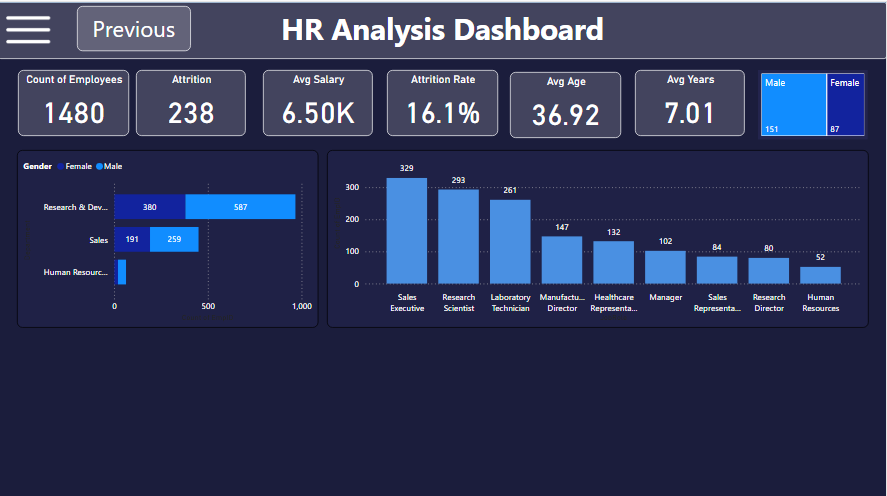 Previous
HR Analysis Dashboard
Count of Employees
1480
Attrition
238
Avg Salary
6.50K
Attrition Rate
16.1%
Avg Age
36.92
Avg Years
7.01
Male
151
Female
87
Gender Female Male
Research & Dev...
380
587
Sales
191
259
Human Resourc...
0
500
1,000
300
200
100
0
329
293
261
147
132
102
84
80
52
Sales
Executive
Research
Scientist
Laboratory
Technician
Manufactu...
Director
Healthcare
Representa...
Manager
Sales
Representa...
Research
Director
Human
Resources